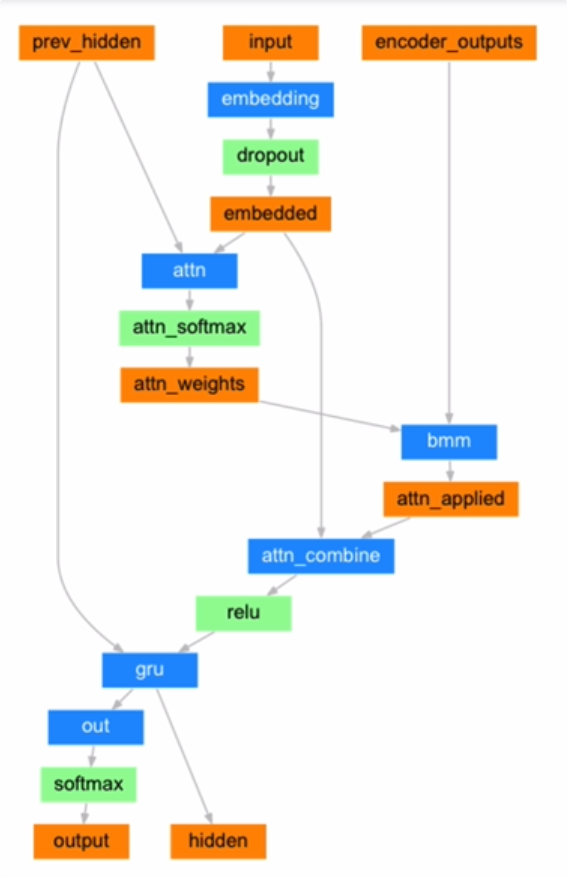 prev_hidden
input
encoder_outputs
embedding
dropout
embedded
attn
attn_softmax
attn_weights
bmm
attn_applied
attn_combine
relu
gru
out
softmax
output
hidden